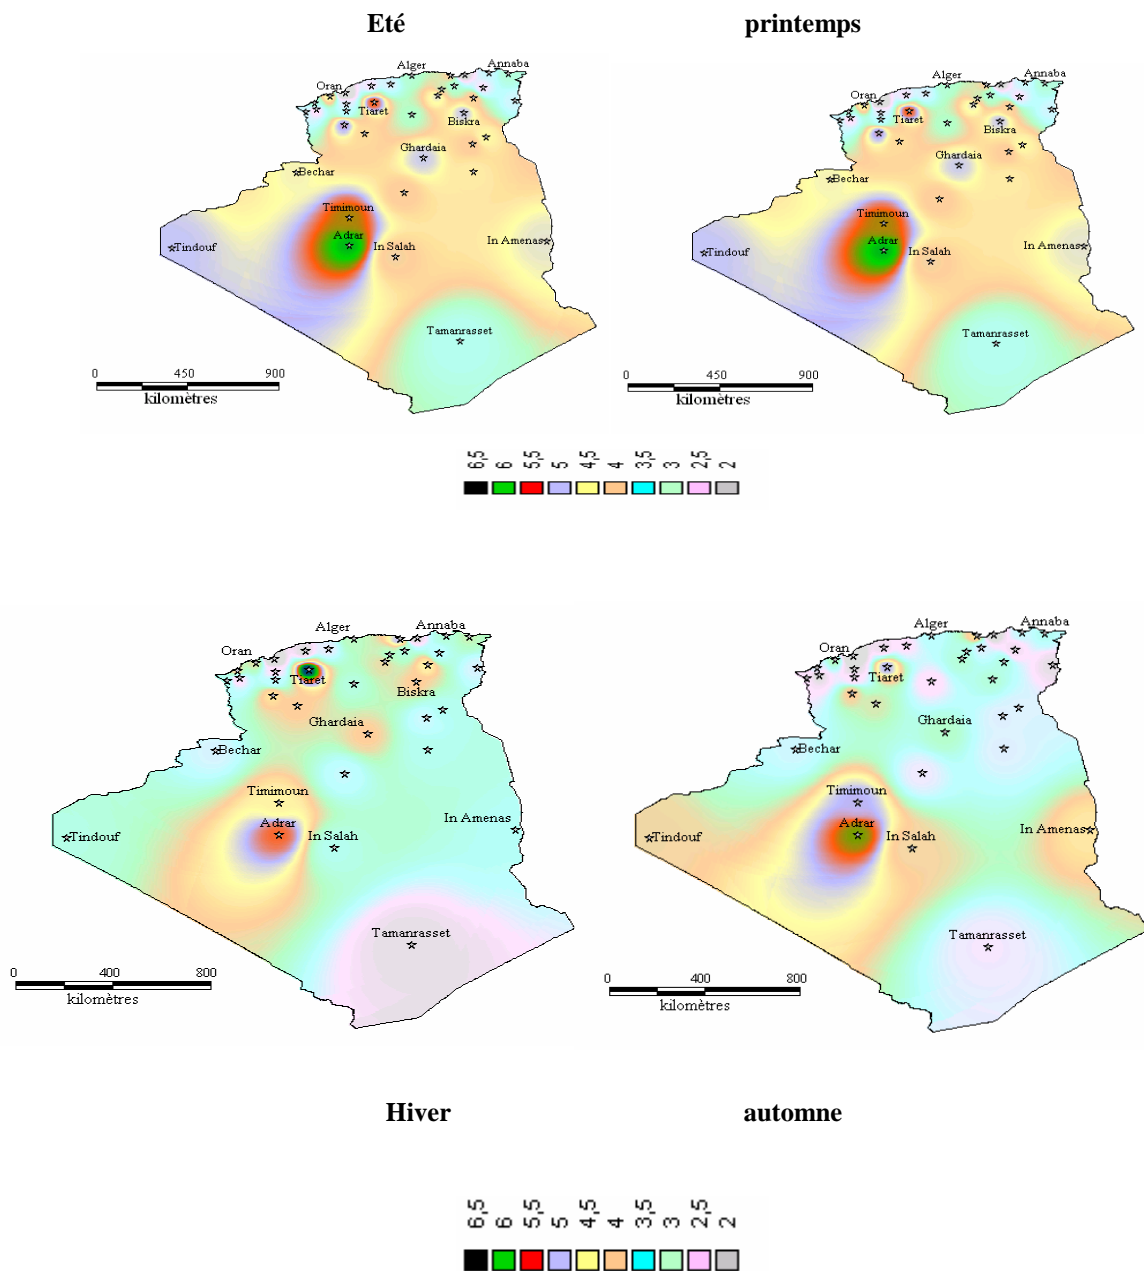 Eté printemps
Alger Annaba
Oran
Tiaret
Biskra
Ghardaia
Bechar
Timimoun
Adrar
In Salah
Tindouf
In Amenas
Tamanrasset
0 450 900
kilomètres
Alger Annaba
Oran
Tiaret
Biskra
Ghardaia
Bechar
Timimoun
Adrar
In Salah
Tindouf
In Amenas
Tamanrasset
0 450 900
kilomètres
6,5 6 5,5 5 4,5 4 3,5 3 2,5 2
Alger Annaba
Oran
Tiaret
Biskra
Ghardaia
Bechar
Timimoun
Adrar
In Salah
Tindouf
In Amenas
Tamanrasset
0 400 800
kilomètres
Alger Annaba
Oran
Tiaret
Ghardaia
Bechar
Timimoun
Adrar
In Salah
Tindouf
In Amenas
Tamanrasset
0 400 800
kilomètres
Hiver automne
6,5 6 5,5 5 4,5 4 3,5 3 2,5 2